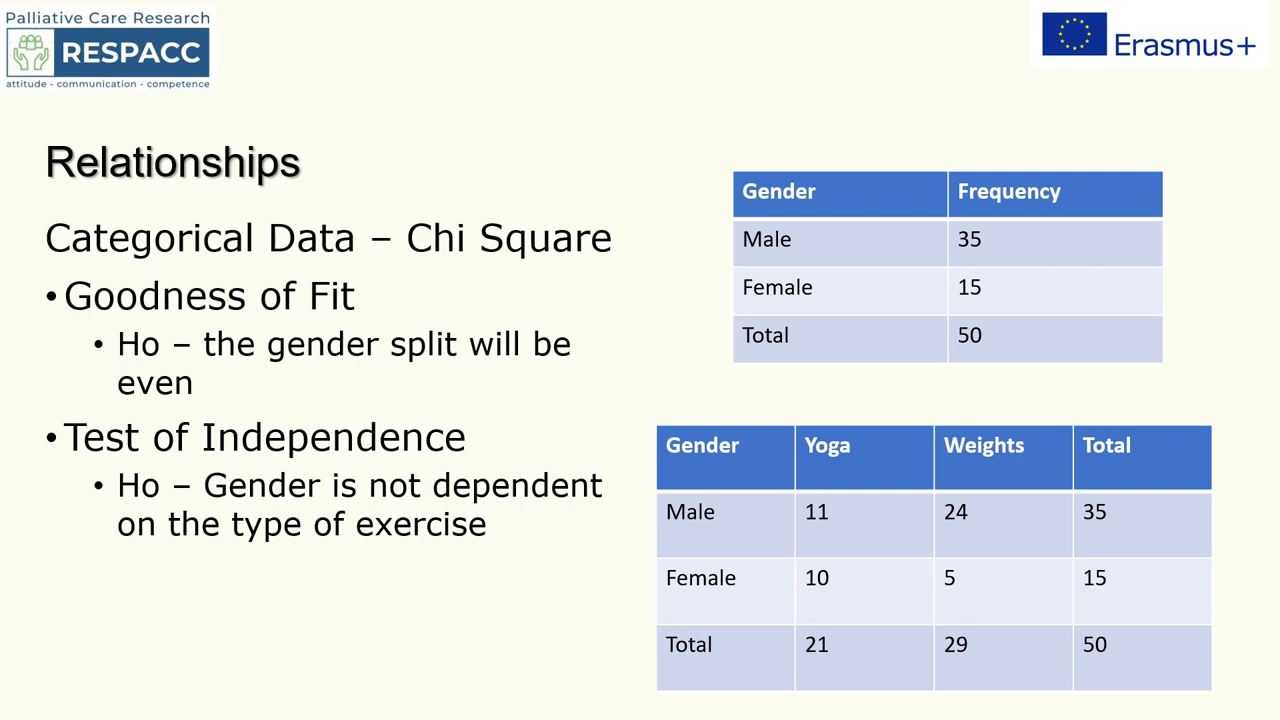 Palliative Care Research
RESPACC
attitude - communication - competence
Erasmus+
Relationships
Categorical Data – Chi Square
• Goodness of Fit
• Ho – the gender split will be
even
• Test of Independence
• Ho – Gender is not dependent
on the type of exercise
Gender Frequency
Male 35
Female 15
Total 50
Gender Yoga Weights Total
Male 11 24 35
Female 10 5 15
Total 21 29 50